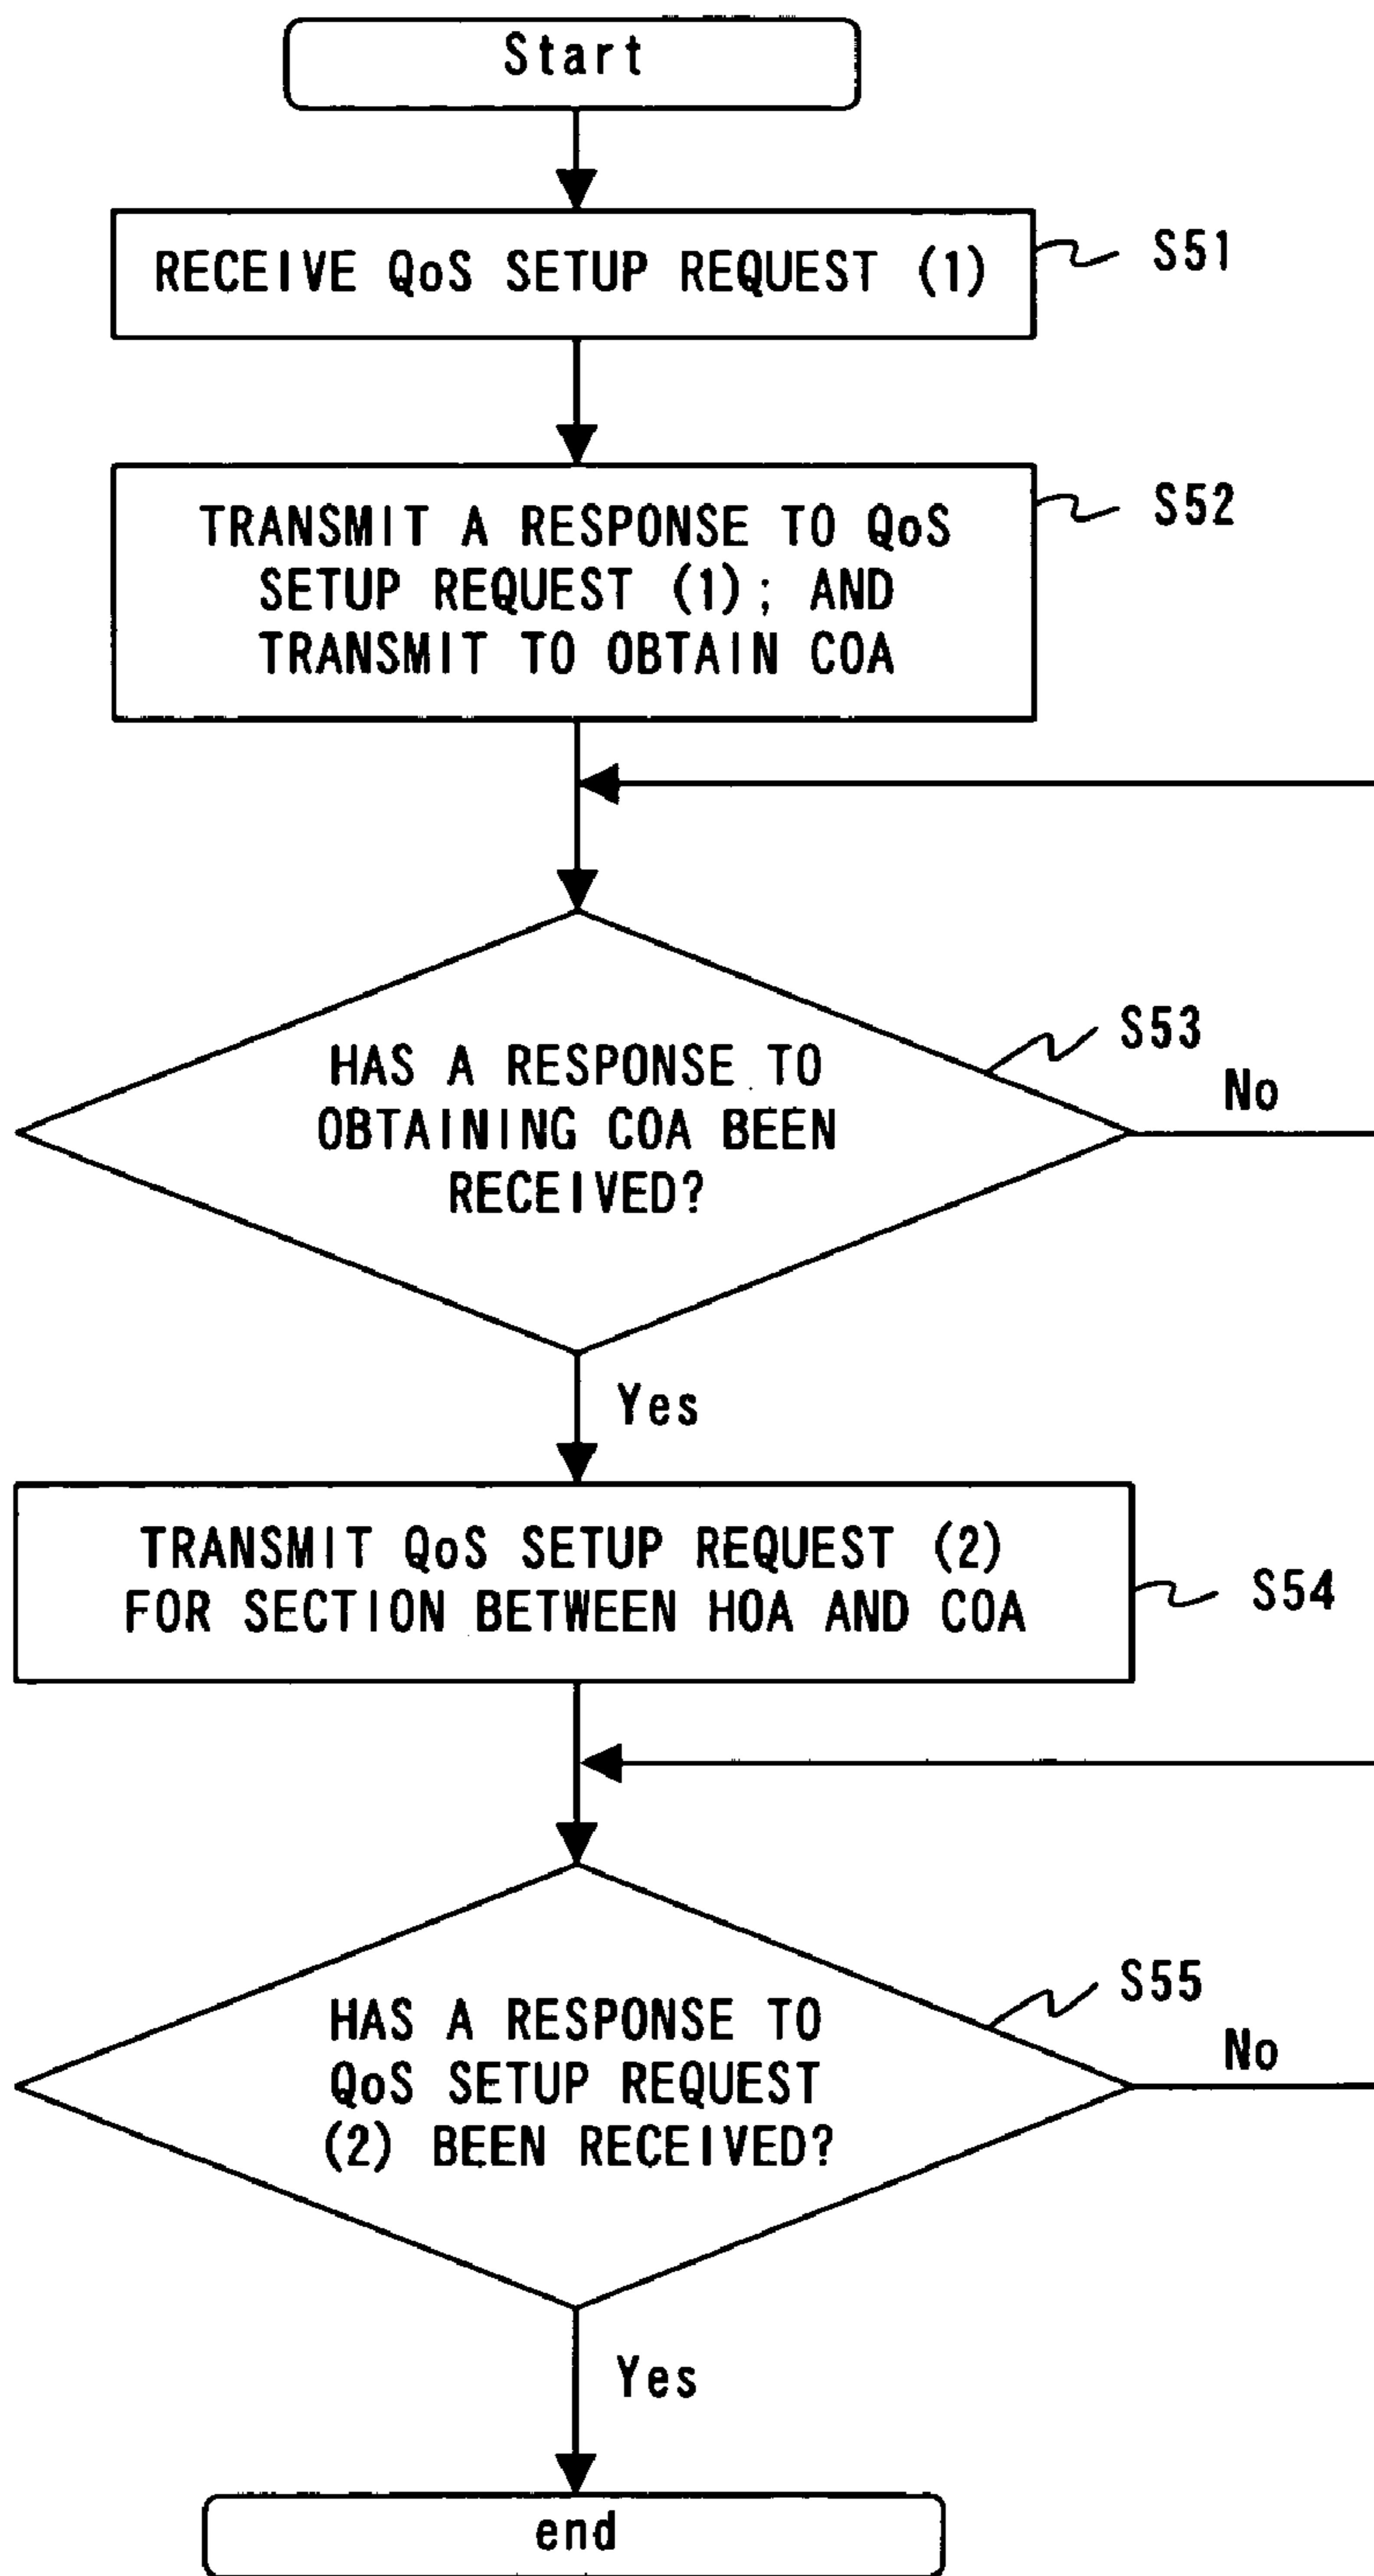 Start
RECEIVE QoS SETUP REQUEST (1)
S51
TRANSMIT A RESPONSE TO QoS
SETUP REQUEST (1); AND
TRANSMIT TO OBTAIN COA
S52
HAS A RESPONSE TO
OBTAINING COA BEEN
RECEIVED?
S53
No
Yes
TRANSMIT QoS SETUP REQUEST (2)
FOR SECTION BETWEEN HOA AND COA
S54
HAS A RESPONSE TO
QoS SETUP REQUEST
(2) BEEN RECEIVED?
S55
No
Yes
end